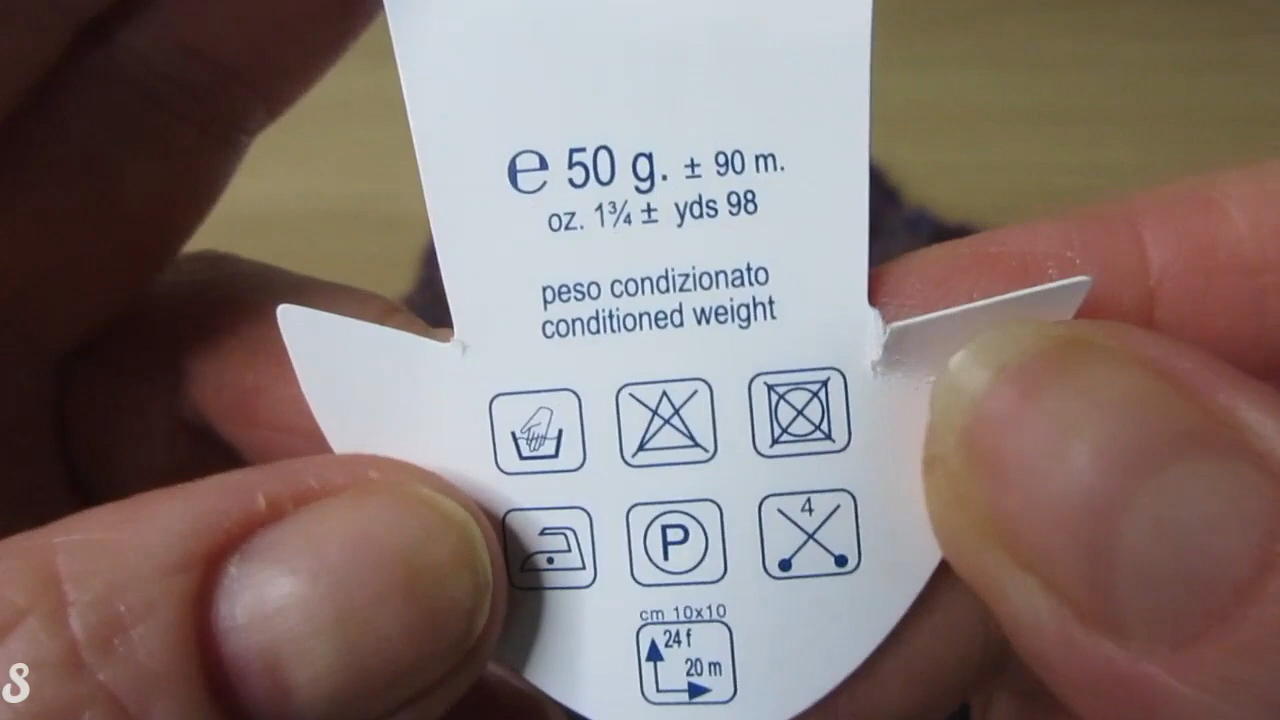 ℮ 50 g. ± 90 m.
oz. 1¾ ± yds 98
peso condizionato
conditioned weight
P
4
cm 10x10
24 f
20 m
S